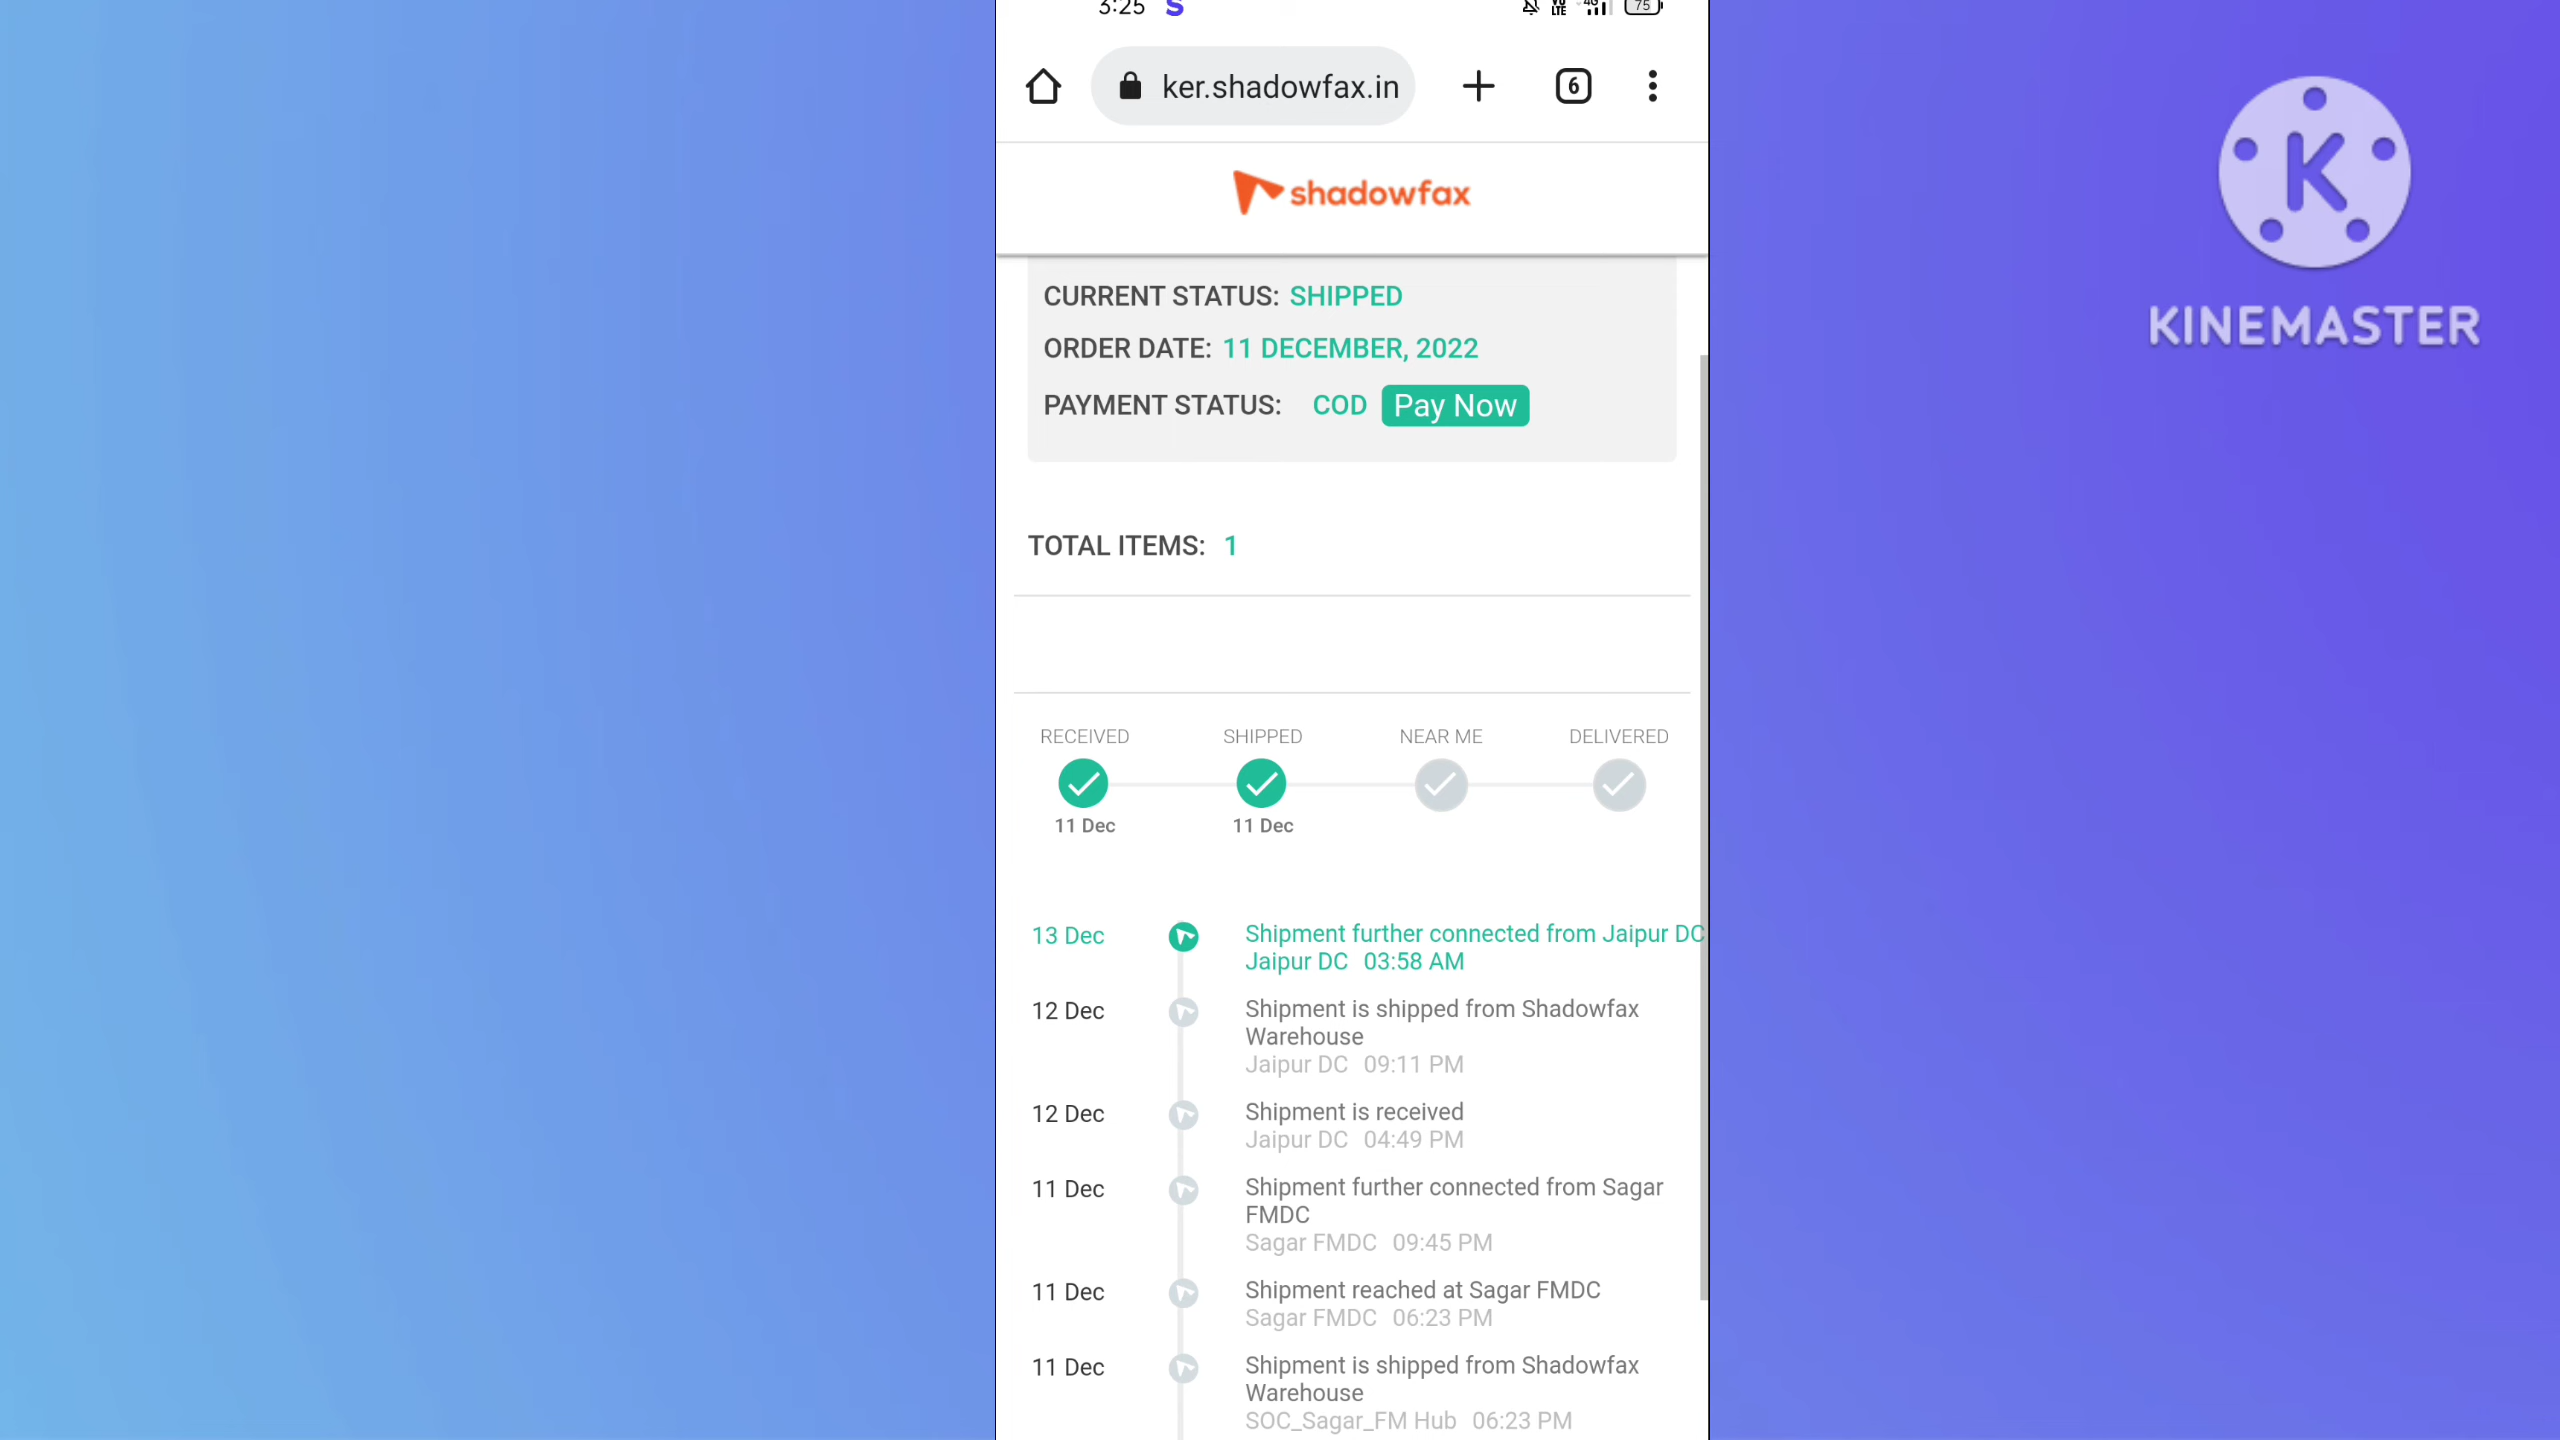 3:25 S VO LTE 4G 75
ker.shadowfax.in 6
shadowfax
K
KINEMASTER
CURRENT STATUS: SHIPPED
ORDER DATE: 11 DECEMBER, 2022
PAYMENT STATUS: COD Pay Now
TOTAL ITEMS: 1
RECEIVED SHIPPED NEAR ME DELIVERED
11 Dec 11 Dec
13 Dec Shipment further connected from Jaipur DC
Jaipur DC 03:58 AM
12 Dec Shipment is shipped from Shadowfax
Warehouse
Jaipur DC 09:11 PM
12 Dec Shipment is received
Jaipur DC 04:49 PM
11 Dec Shipment further connected from Sagar
FMDC
Sagar FMDC 09:45 PM
11 Dec Shipment reached at Sagar FMDC
Sagar FMDC 06:23 PM
11 Dec Shipment is shipped from Shadowfax
Warehouse
SOC_Sagar_FM Hub 06:23 PM